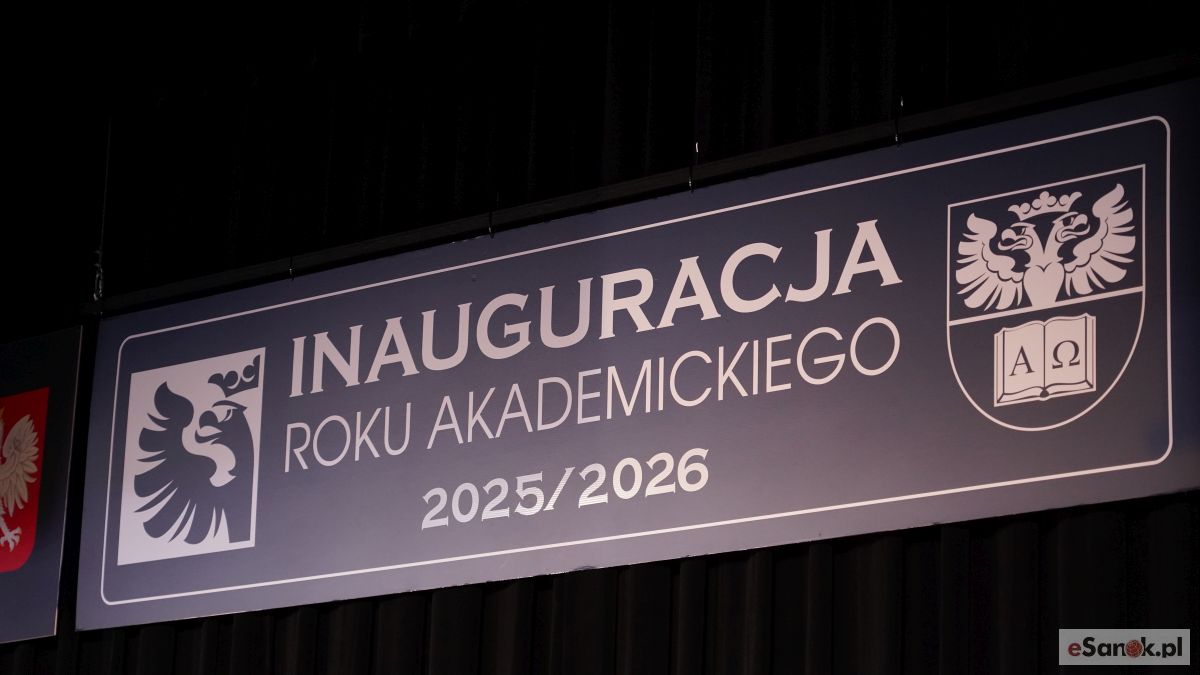 INAUGURACJA
ROKU AKADEMICKIEGO
2025/2026
Α Ω
eSanok.pl